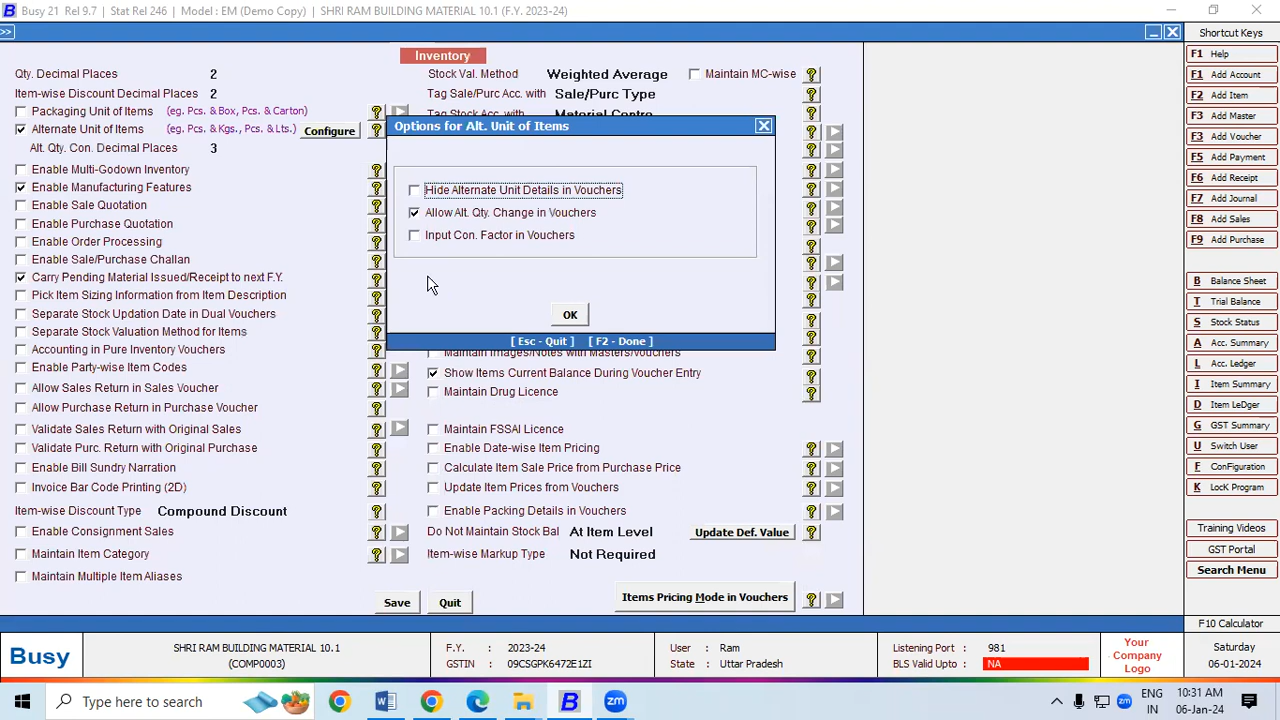 Busy 21 Rel 9.7 | Stat Rel 246 | Model : EM (Demo Copy) | SHRI RAM BUILDING MATERIAL 10.1 (F.Y. 2023-24)
>>
Inventory
Qty. Decimal Places 2
Item-wise Discount Decimal Places 2
Packaging Unit of Items (eg. Pcs. & Box, Pcs. & Carton)
Alternate Unit of Items (eg. Pcs. & Kgs., Pcs. & Lts.) Configure
Alt. Qty. Con. Decimal Places 3
Enable Multi-Godown Inventory
Enable Manufacturing Features
Enable Sale Quotation
Enable Purchase Quotation
Enable Order Processing
Enable Sale/Purchase Challan
Carry Pending Material Issued/Receipt to next F.Y.
Pick Item Sizing Information from Item Description
Separate Stock Updation Date in Dual Vouchers
Separate Stock Valuation Method for Items
Accounting in Pure Inventory Vouchers
Enable Party-wise Item Codes
Allow Sales Return in Sales Voucher
Allow Purchase Return in Purchase Voucher
Validate Sales Return with Original Sales
Validate Purc. Return with Original Purchase
Enable Bill Sundry Narration
Invoice Bar Code Printing (2D)
Item-wise Discount Type Compound Discount
Enable Consignment Sales
Maintain Item Category
Maintain Multiple Item Aliases
Stock Val. Method Weighted Average Maintain MC-wise
Tag Sale/Purc Acc. with Sale/Purc Type
Tag Stock Acc. with Material Centre
Options for Alt. Unit of Items
Hide Alternate Unit Details in Vouchers
Allow Alt. Qty. Change in Vouchers
Input Con. Factor in Vouchers
OK
[ Esc - Quit ] [ F2 - Done ]
Maintain Images/Notes with Masters/Vouchers
Show Items Current Balance During Voucher Entry
Maintain Drug Licence
Maintain FSSAI Licence
Enable Date-wise Item Pricing
Calculate Item Sale Price from Purchase Price
Update Item Prices from Vouchers
Enable Packing Details in Vouchers
Do Not Maintain Stock Bal At Item Level Update Def. Value
Item-wise Markup Type Not Required
Save Quit Items Pricing Mode in Vouchers
Shortcut Keys
F1 Help
F1 Add Account
F2 Add Item
F3 Add Master
F3 Add Voucher
F5 Add Payment
F6 Add Receipt
F7 Add Journal
F8 Add Sales
F9 Add Purchase
B Balance Sheet
T Trial Balance
S Stock Status
A Acc. Summary
L Acc. Ledger
I Item Summary
D Item LeDger
G GST Summary
U Switch User
F ConFiguration
K LocK Program
Training Videos
GST Portal
Search Menu
F10 Calculator
Busy
SHRI RAM BUILDING MATERIAL 10.1
(COMP0003)
F.Y. : 2023-24
GSTIN : 09CSGPK6472E1ZI
User : Ram
State : Uttar Pradesh
Listening Port : 981
BLS Valid Upto : NA
Your
Company
Logo
Saturday
06-01-2024
Type here to search
ENG
IN
10:31 AM
06-Jan-24